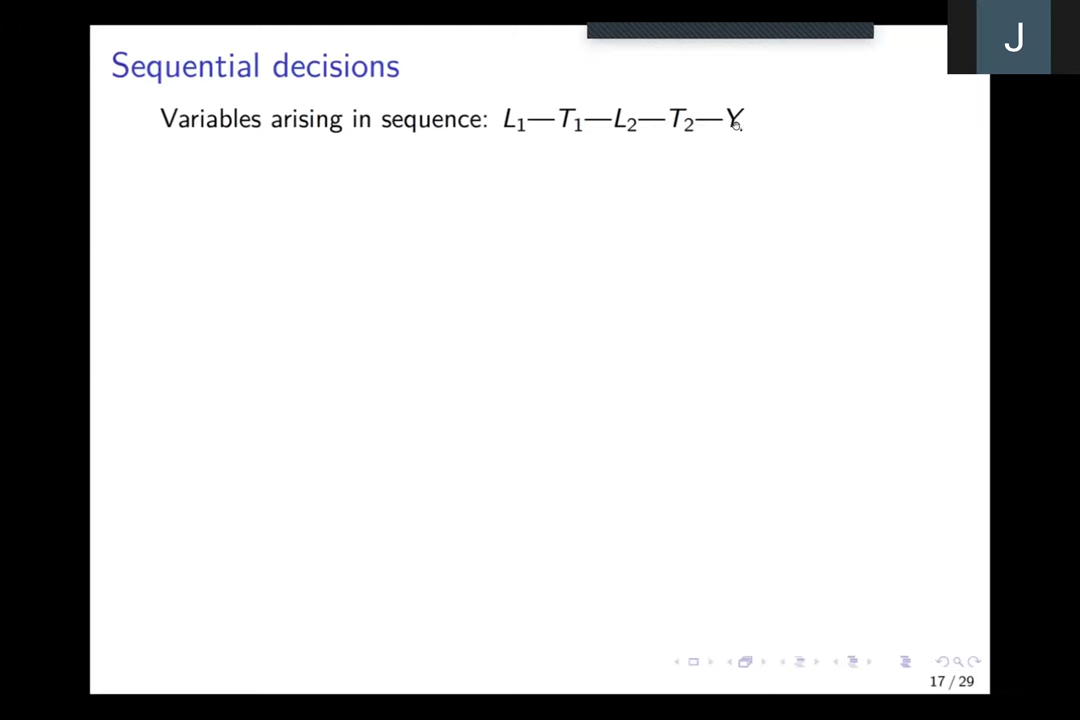 J
Sequential decisions
Variables arising in sequence: L₁—T₁—L₂—T₂—Y.
17 / 29